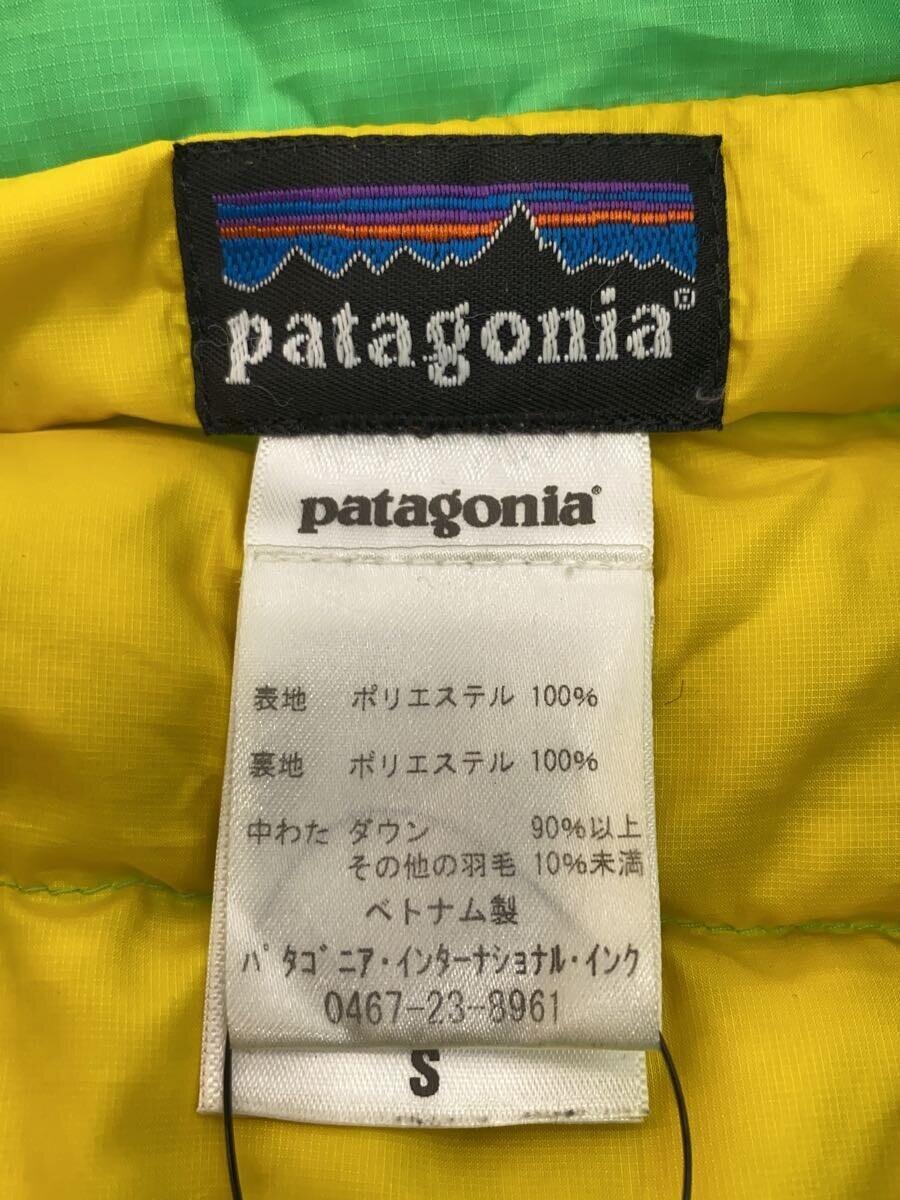 patagonia®
patagonia®
表地 ポリエステル 100%
裏地 ポリエステル 100%
中わた ダウン 90%以上
その他の羽毛 10%未満
ベトナム製
パタゴニア・インターナショナル・インク
0467-23-8961
S